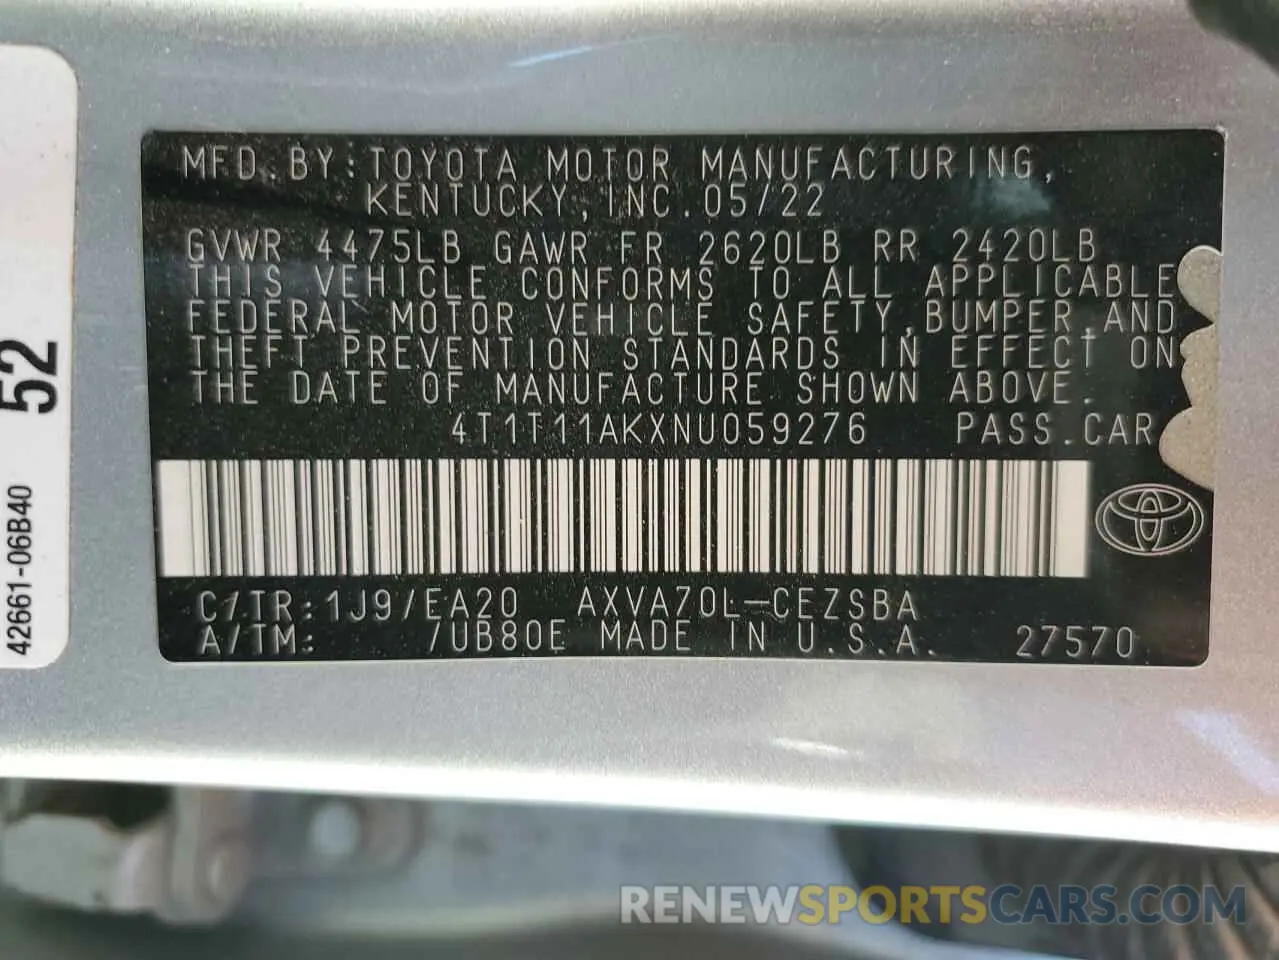 MFD. BY: TOYOTA MOTOR MANUFACTURING,
KENTUCKY, INC. 05/22
GVWR 4475LB GAWR FR 2620LB RR 2420LB
THIS VEHICLE CONFORMS TO ALL APPLICABLE
FEDERAL MOTOR VEHICLE SAFETY, BUMPER, AND
THEFT PREVENTION STANDARDS IN EFFECT ON
THE DATE OF MANUFACTURE SHOWN ABOVE.
4T1T11AKXNU059276 PASS.CAR
C/TR: 1J9/EA20 AXVA70L-CEZSBA
A/TM: /UB80E MADE IN U.S.A. 27570
52
42661-06B40
RENEWSPORTSCARS.COM